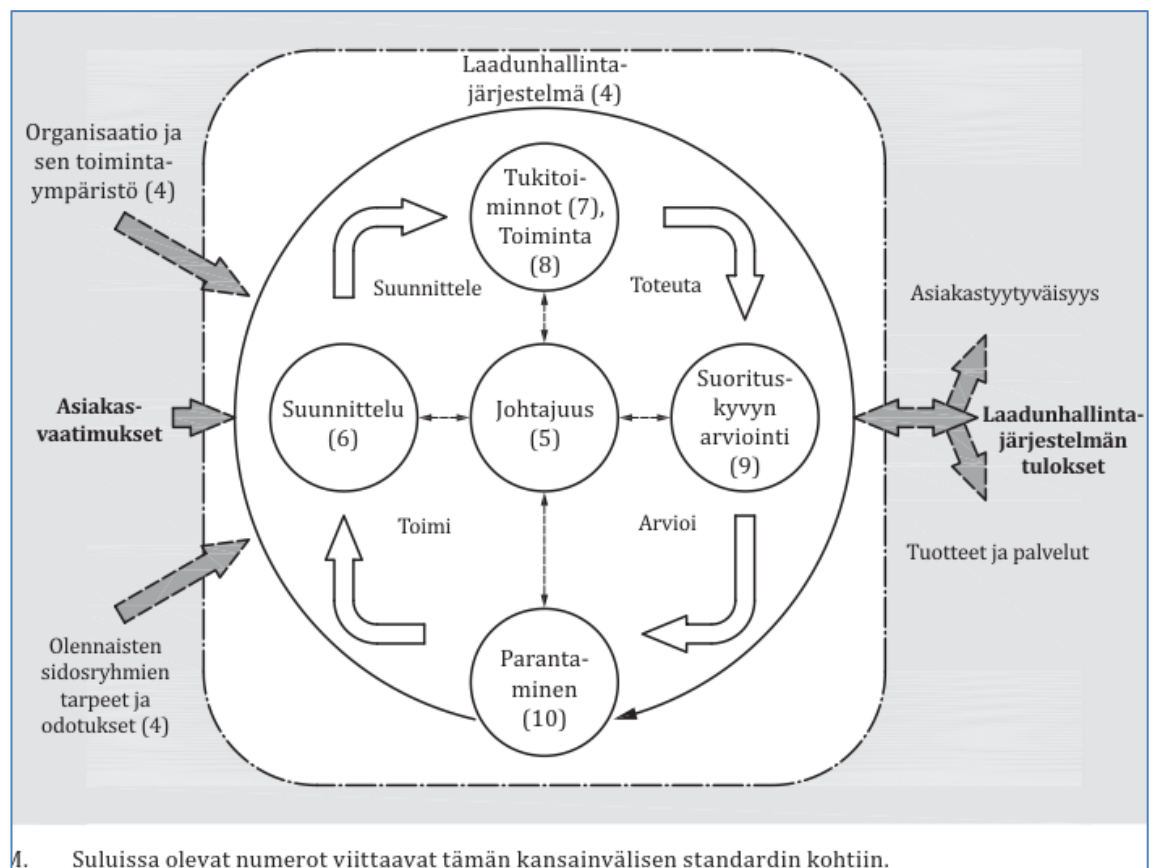 Laadunhallinta-
järjestelmä (4)
Organisaatio ja
sen toiminta-
ympäristö (4)
Tukitoi-
minnot (7),
Toiminta
(8)
Suunnittele
Toteuta
Asiakastyytyväisyys
Asiakas-
vaatimukset
Suunnittelu
(6)
Johtajuus
(5)
Suoritus-
kyvyn
arviointi
(9)
Laadunhallinta-
järjestelmän
tulokset
Toimi
Arvioi
Tuotteet ja palvelut
Olennaisten
sidosryhmien
tarpeet ja
odotukset (4)
Paranta-
minen
(10)
Suluissa olevat numerot viittaavat tämän kansainvälisen standardin kohtiin.